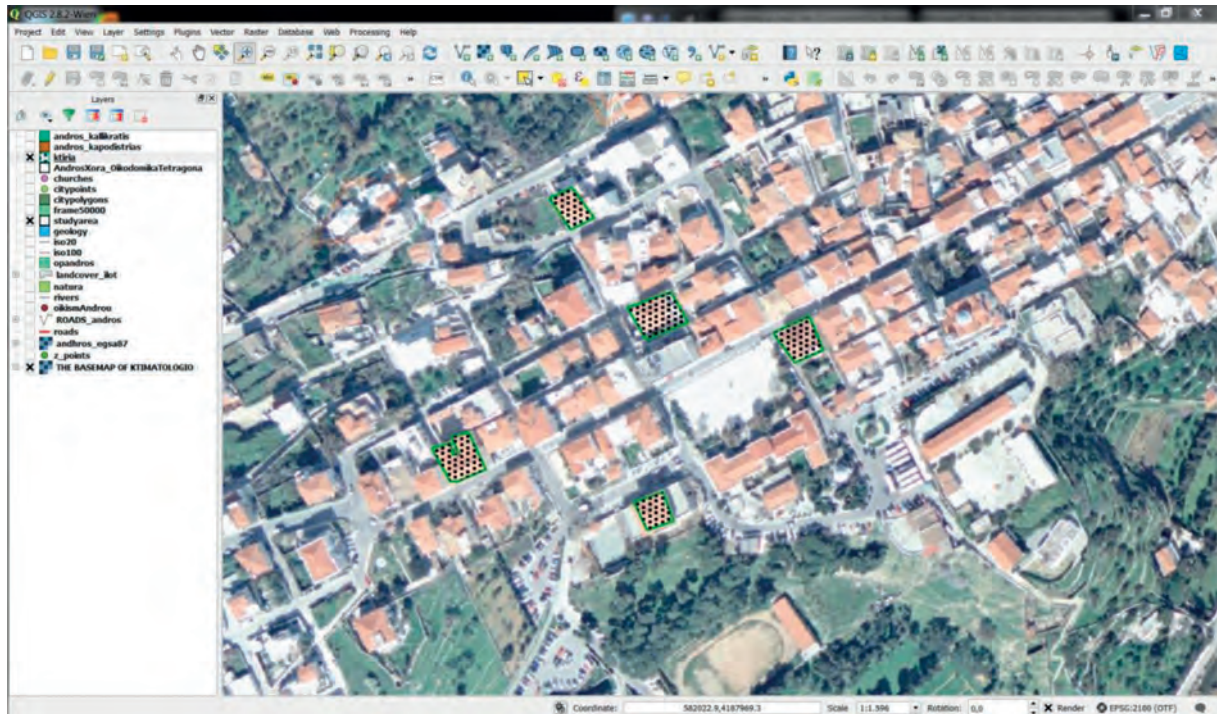 QGIS 2.8.2-Wien
Project Edit View Layer Settings Plugins Vector Raster Database Web Processing Help
Layers
andros_kallikratis
andros_kapodistrias
ktiria
AndrosXora_OikodomikaTetragona
churches
citypoints
citypolygons
frame50000
studyarea
geology
iso20
iso100
opandros
landcover_ilot
natura
rivers
oikismAndrou
ROADS_andros
roads
andhros_egsa87
z_points
THE BASEMAP OF KTIMATOLOGIO
Coordinate: 582022.9,4187969.3 Scale 1:1.596 Rotation: 0,0 Render EPSG:2100 (OTF)